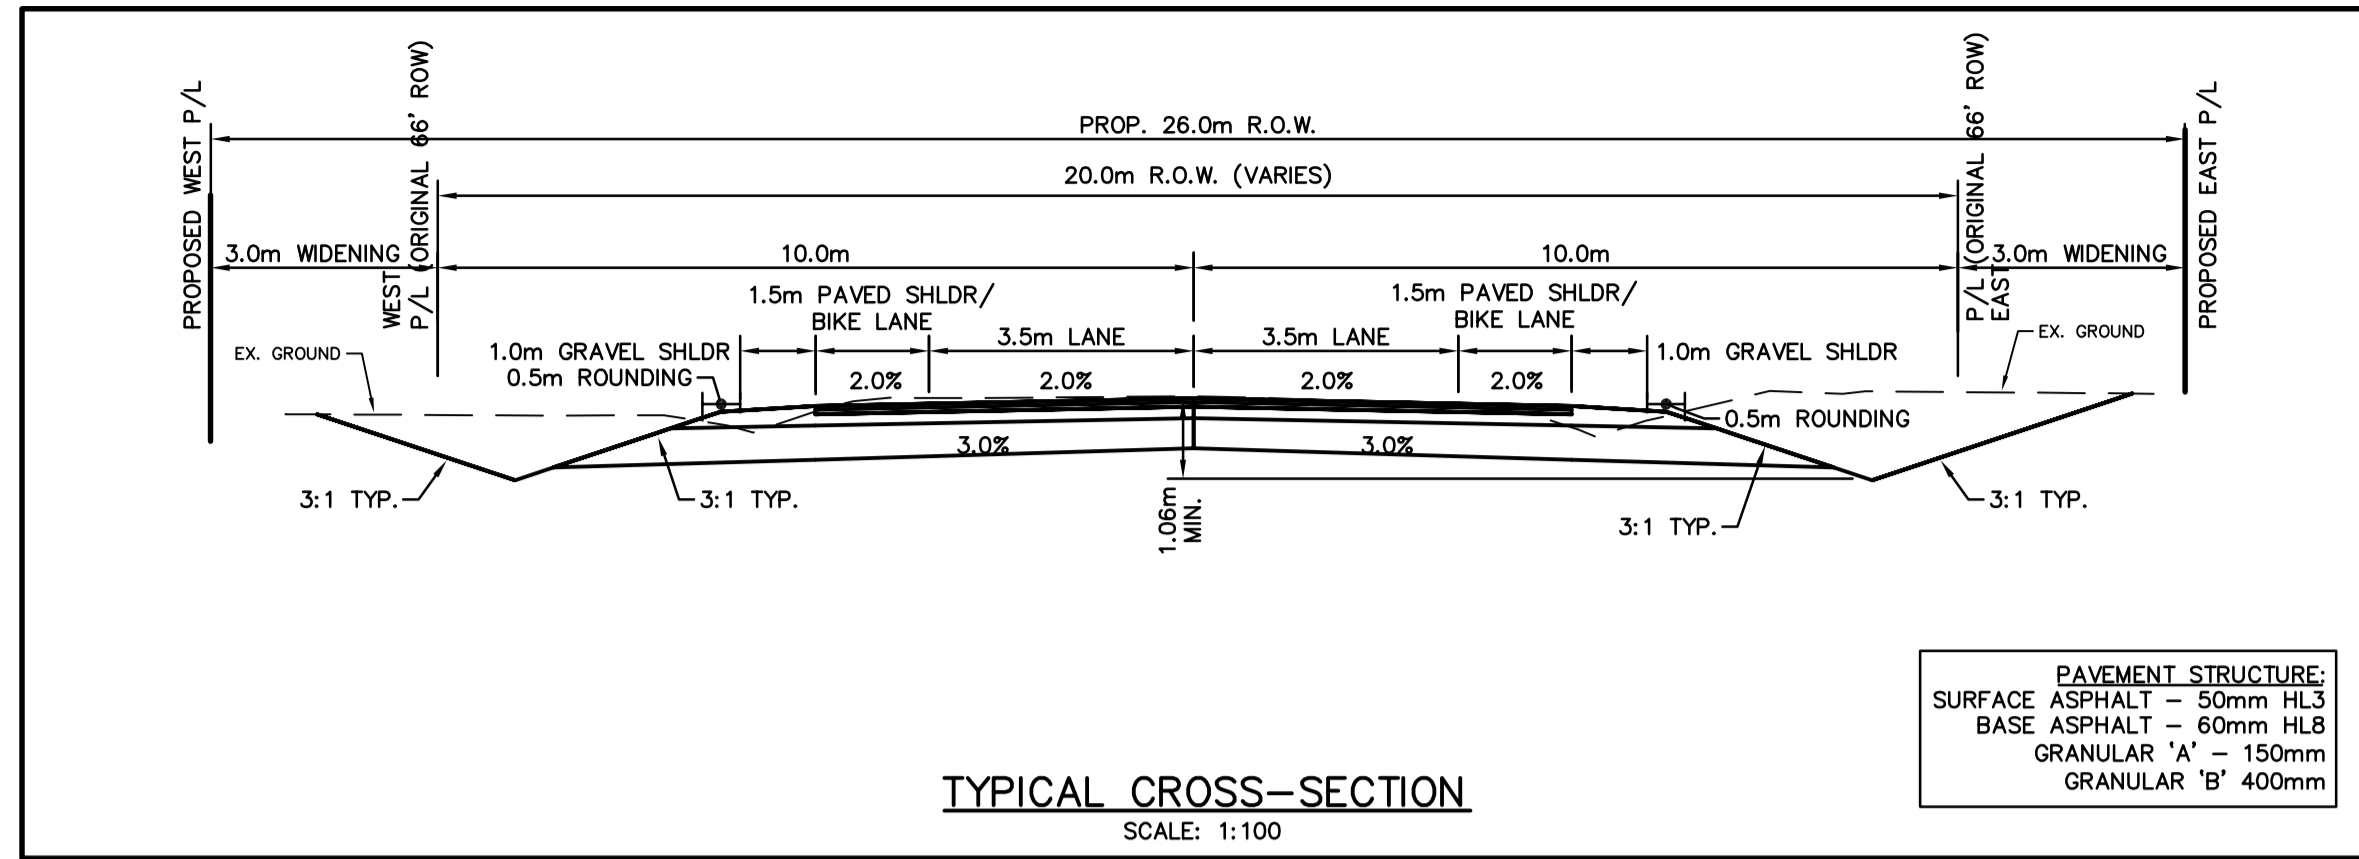 PROPOSED WEST P/L
WEST
P/L (ORIGINAL 66' ROW)
PROP. 26.0m R.O.W.
20.0m R.O.W. (VARIES)
P/L (ORIGINAL 66' ROW)
EAST
PROPOSED EAST P/L
3.0m WIDENING
10.0m
10.0m
3.0m WIDENING
1.5m PAVED SHLDR/
BIKE LANE
1.5m PAVED SHLDR/
BIKE LANE
EX. GROUND
1.0m GRAVEL SHLDR
0.5m ROUNDING
3.5m LANE
3.5m LANE
1.0m GRAVEL SHLDR
EX. GROUND
2.0%
2.0%
2.0%
2.0%
0.5m ROUNDING
3.0%
3.0%
3:1 TYP.
3:1 TYP.
1.06m
MIN.
3:1 TYP.
3:1 TYP.
PAVEMENT STRUCTURE:
SURFACE ASPHALT – 50mm HL3
BASE ASPHALT – 60mm HL8
GRANULAR 'A' – 150mm
GRANULAR 'B' 400mm
TYPICAL CROSS–SECTION
SCALE: 1:100